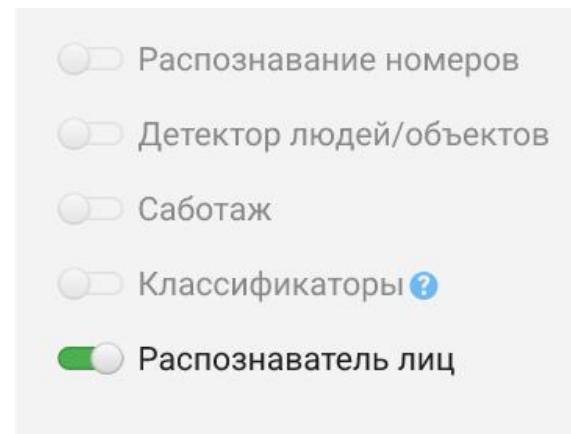 Распознавание номеров
Детектор людей/объектов
Саботаж
Классификаторы ?
Распознаватель лиц